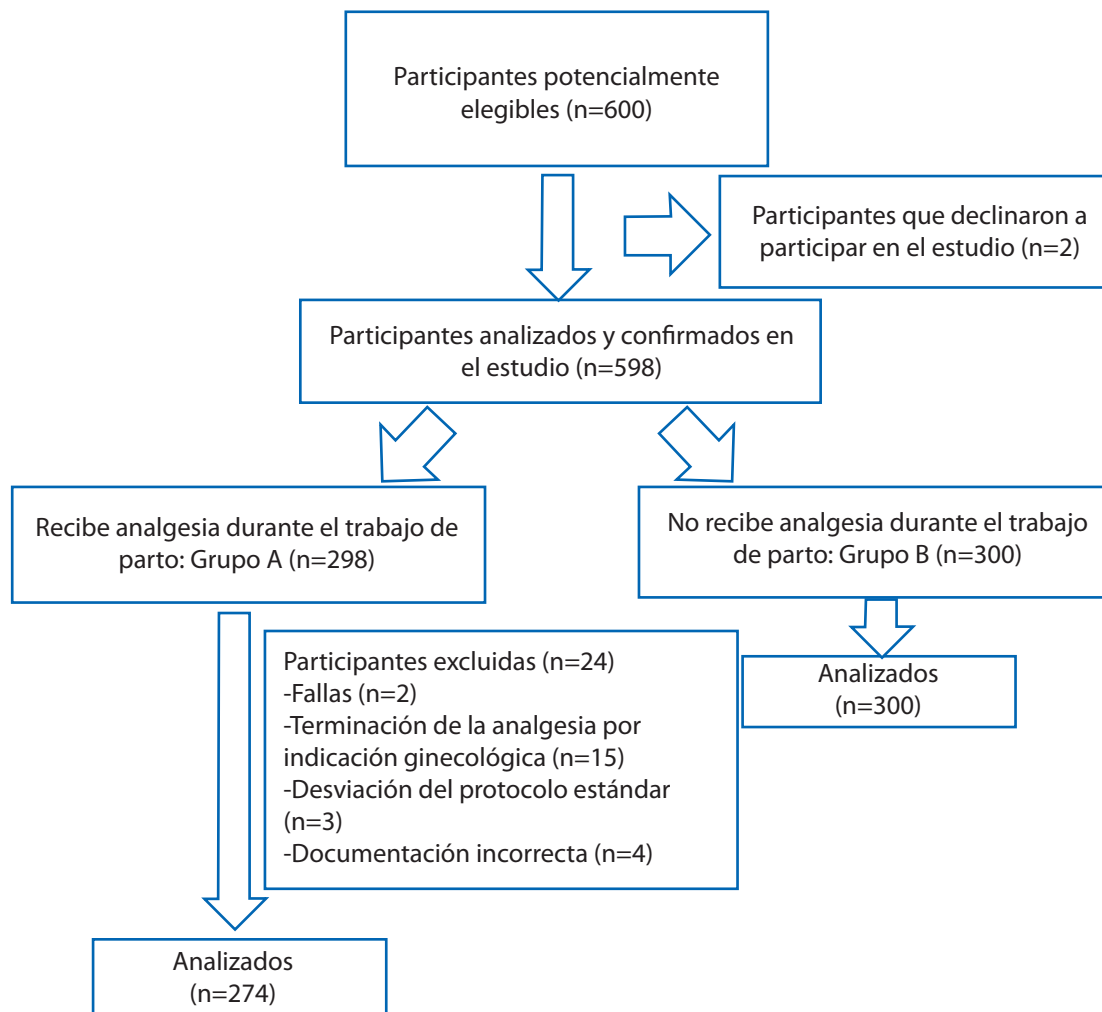 Participantes potencialmente
elegibles (n=600)
Participantes que declinaron a
participar en el estudio (n=2)
Participantes analizados y confirmados en
el estudio (n=598)
Recibe analgesia durante el trabajo de
parto: Grupo A (n=298)
No recibe analgesia durante el trabajo
de parto: Grupo B (n=300)
Participantes excluidas (n=24)
-Fallas (n=2)
-Terminación de la analgesia por
indicación ginecológica (n=15)
-Desviación del protocolo estándar
(n=3)
-Documentación incorrecta (n=4)
Analizados
(n=300)
Analizados
(n=274)